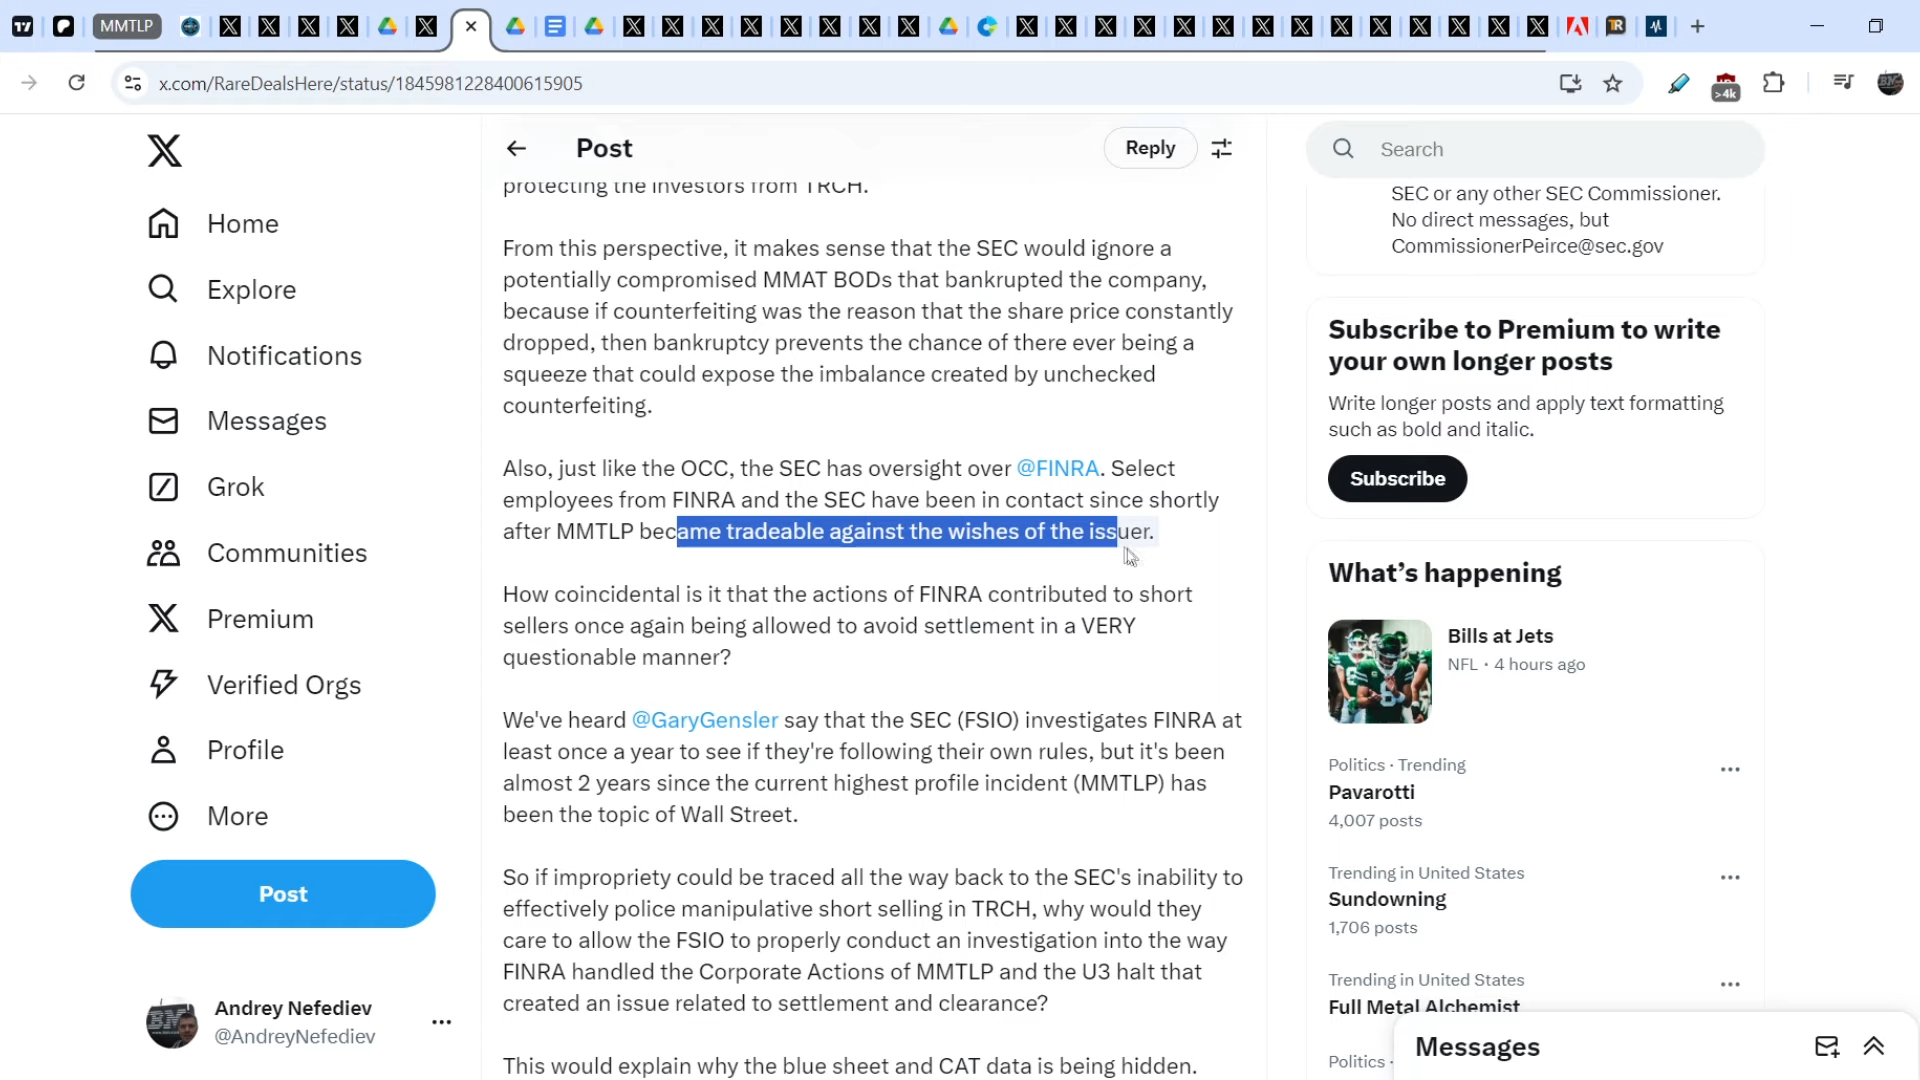 MMTLP
x.com/RareDealsHere/status/1845981228400615905
>4k
Post
Reply
Search
Home
Explore
Notifications
Messages
Grok
Communities
Premium
Verified Orgs
Profile
More
Post
Andrey Nefediev
@AndreyNefediev
protecting the investors from TRCH.
From this perspective, it makes sense that the SEC would ignore a
potentially compromised MMAT BODs that bankrupted the company,
because if counterfeiting was the reason that the share price constantly
dropped, then bankruptcy prevents the chance of there ever being a
squeeze that could expose the imbalance created by unchecked
counterfeiting.
Also, just like the OCC, the SEC has oversight over @FINRA. Select
employees from FINRA and the SEC have been in contact since shortly
after MMTLP became tradeable against the wishes of the issuer.
How coincidental is it that the actions of FINRA contributed to short
sellers once again being allowed to avoid settlement in a VERY
questionable manner?
We've heard @GaryGensler say that the SEC (FSIO) investigates FINRA at
least once a year to see if they're following their own rules, but it's been
almost 2 years since the current highest profile incident (MMTLP) has
been the topic of Wall Street.
So if impropriety could be traced all the way back to the SEC's inability to
effectively police manipulative short selling in TRCH, why would they
care to allow the FSIO to properly conduct an investigation into the way
FINRA handled the Corporate Actions of MMTLP and the U3 halt that
created an issue related to settlement and clearance?
This would explain why the blue sheet and CAT data is being hidden.
SEC or any other SEC Commissioner.
No direct messages, but
CommissionerPeirce@sec.gov
Subscribe to Premium to write
your own longer posts
Write longer posts and apply text formatting
such as bold and italic.
Subscribe
What's happening
Bills at Jets
NFL · 4 hours ago
Politics · Trending
Pavarotti
4,007 posts
Trending in United States
Sundowning
1,706 posts
Trending in United States
Full Metal Alchemist
Politics ·
Messages